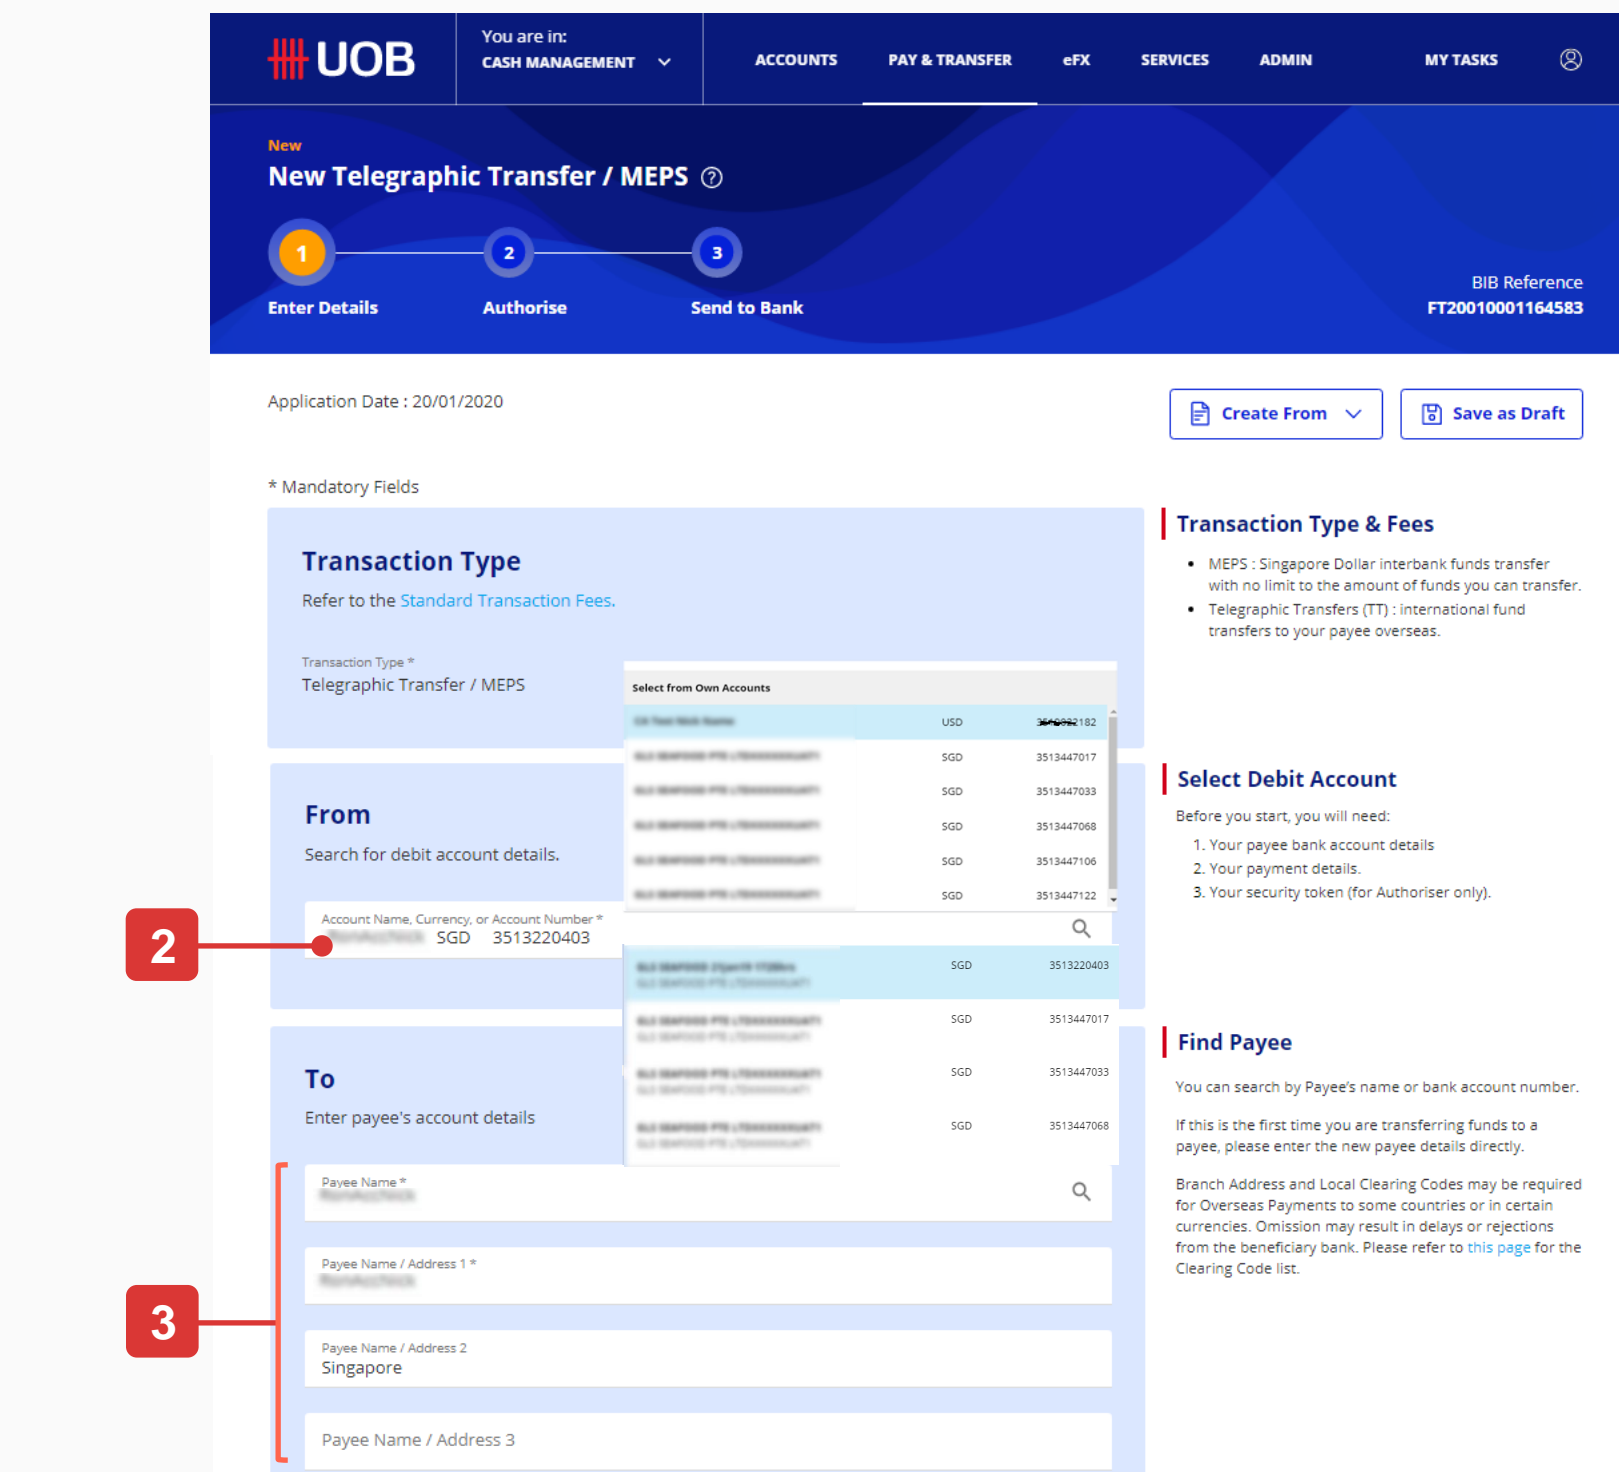 UOB
You are in:
CASH MANAGEMENT
ACCOUNTS
PAY & TRANSFER
eFX
SERVICES
ADMIN
MY TASKS
New
New Telegraphic Transfer / MEPS ?
1
2
3
Enter Details
Authorise
Send to Bank
BIB Reference
FT20010001164583
Application Date : 20/01/2020
Create From
Save as Draft
* Mandatory Fields
Transaction Type
Refer to the Standard Transaction Fees.
Transaction Type *
Telegraphic Transfer / MEPS
Transaction Type & Fees
• MEPS : Singapore Dollar interbank funds transfer
with no limit to the amount of funds you can transfer.
• Telegraphic Transfers (TT) : international fund
transfers to your payee overseas.
Select from Own Accounts
USD 182
SGD 3513447017
SGD 3513447033
SGD 3513447068
SGD 3513447106
SGD 3513447122
From
Search for debit account details.
2
Account Name, Currency, or Account Number *
SGD 3513220403
SGD 3513220403
SGD 3513447017
SGD 3513447033
SGD 3513447068
Select Debit Account
Before you start, you will need:
1. Your payee bank account details
2. Your payment details.
3. Your security token (for Authoriser only).
To
Enter payee's account details
3
Payee Name *
Payee Name / Address 1 *
Payee Name / Address 2
Singapore
Payee Name / Address 3
Find Payee
You can search by Payee's name or bank account number.
If this is the first time you are transferring funds to a
payee, please enter the new payee details directly.
Branch Address and Local Clearing Codes may be required
for Overseas Payments to some countries or in certain
currencies. Omission may result in delays or rejections
from the beneficiary bank. Please refer to this page for the
Clearing Code list.